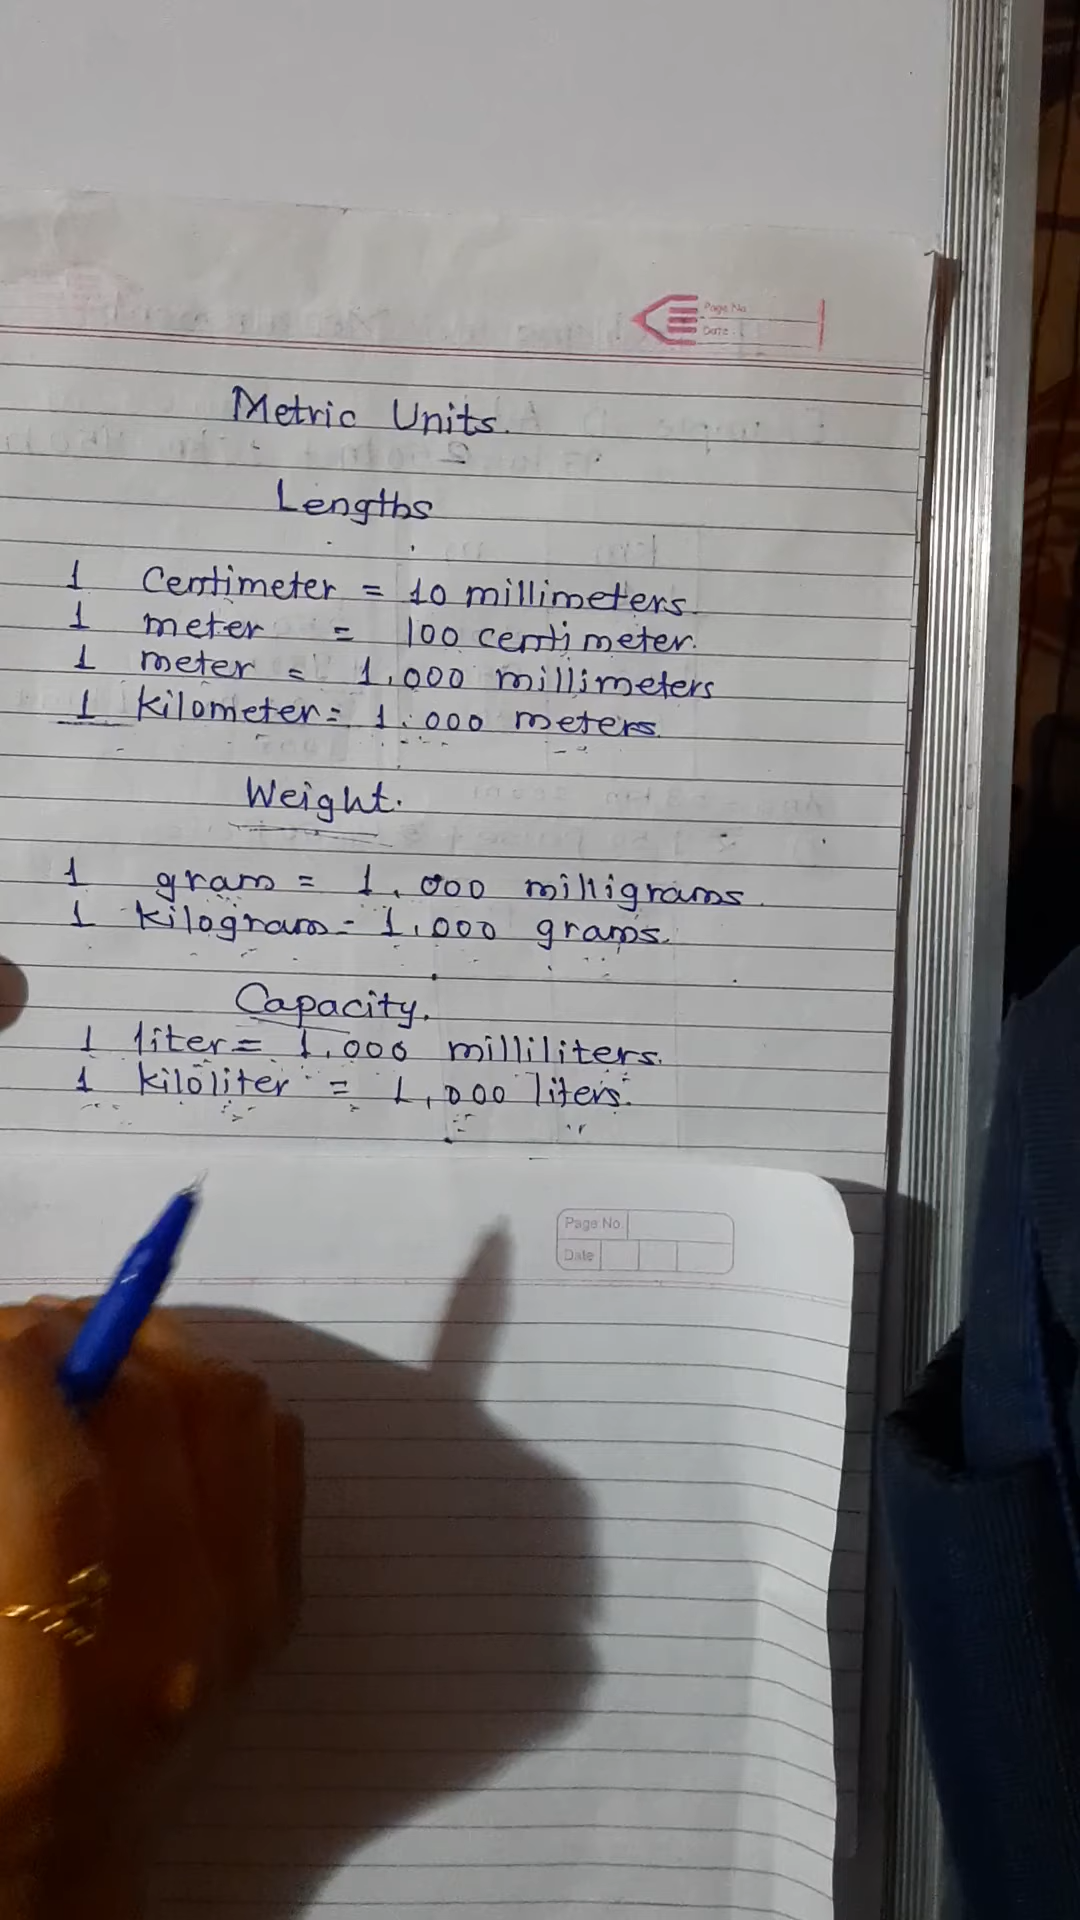 Page No
Date :
Metric Units.
Lengths
1 Centimeter = 10 millimeters.
1 meter = 100 centimeter.
1 meter = 1,000 millimeters
1 kilometer = 1,000 meters.
Weight.
1 gram = 1,000 milligrams.
1 kilogram = 1,000 grams.
Capacity.
1 liter = 1,000 milliliters.
1 kiloliter = 1,000 liters.
Page No.
Date